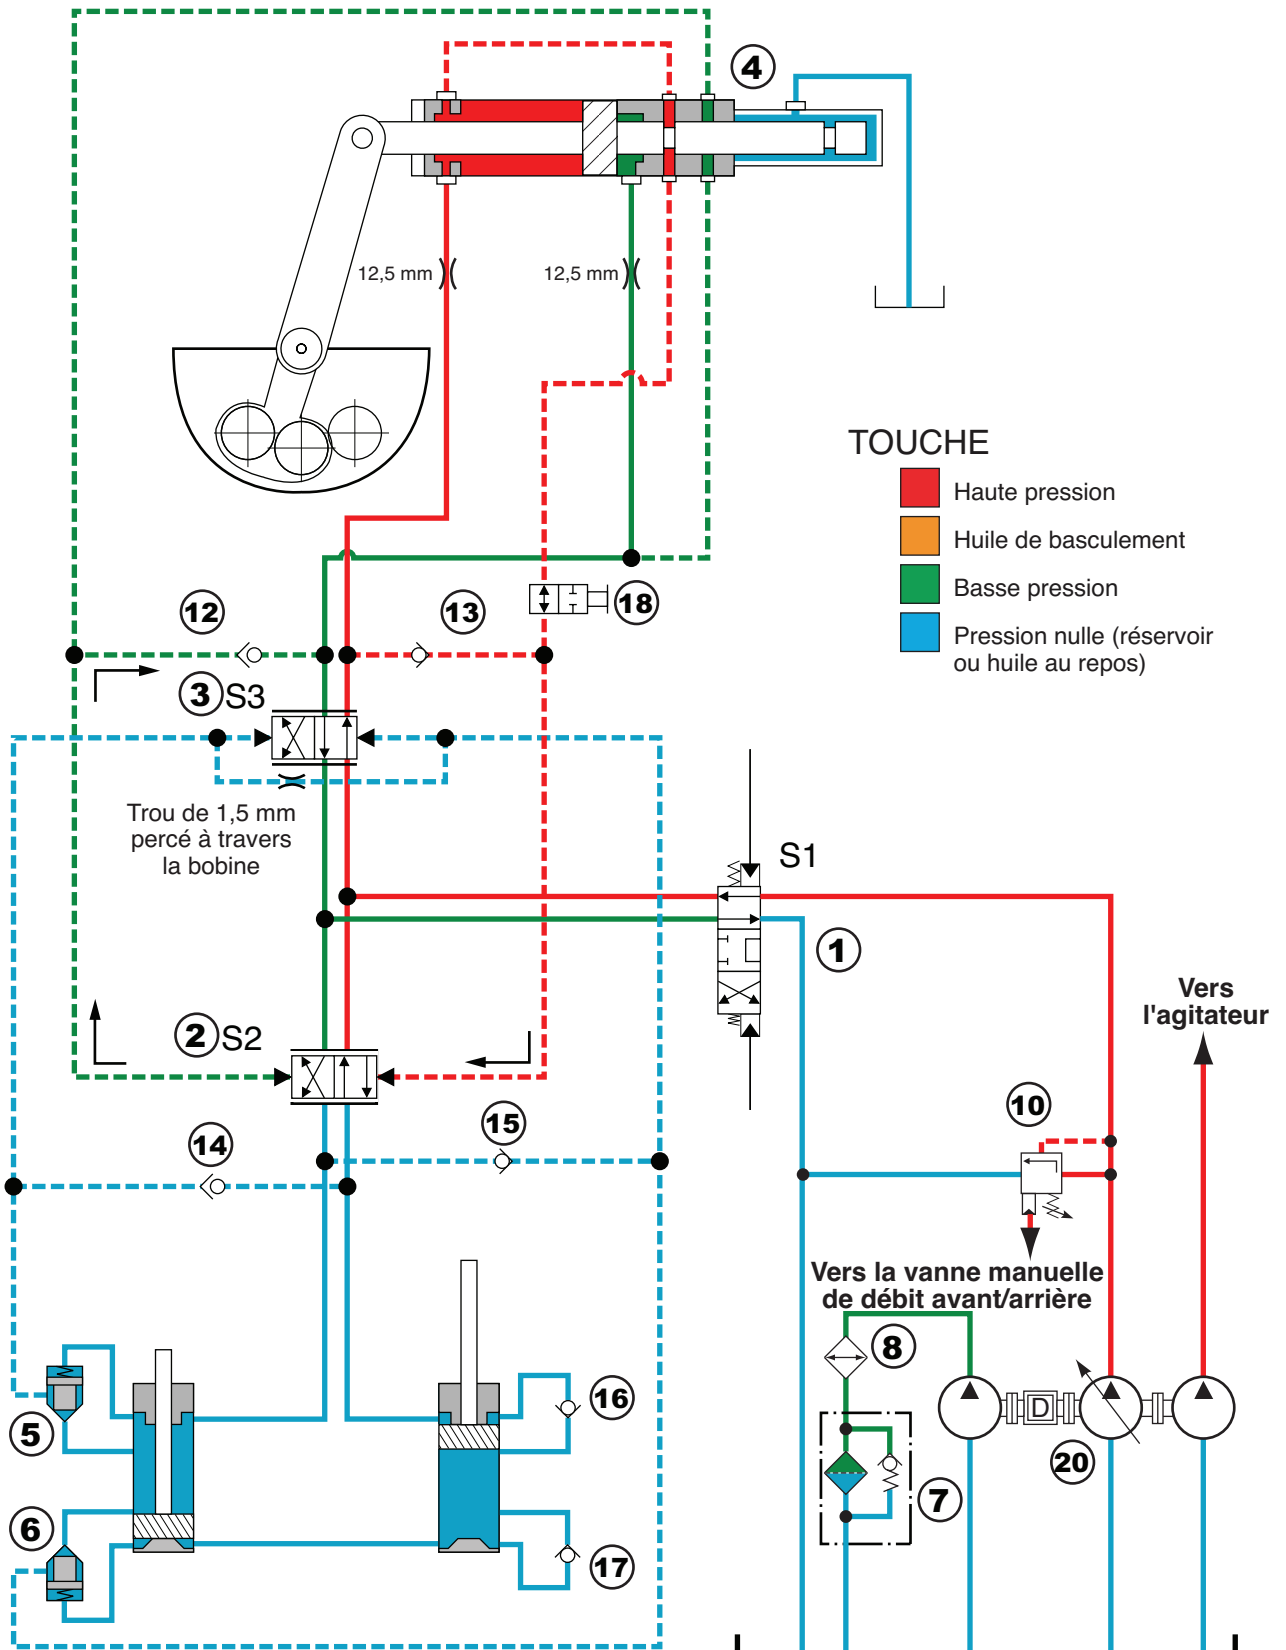 4
12,5 mm
12,5 mm
TOUCHE
Haute pression
Huile de basculement
Basse pression
Pression nulle (réservoir
ou huile au repos)
12
13
18
3 S3
Trou de 1,5 mm
percé à travers
la bobine
S1
1
Vers
l'agitateur
2 S2
10
15
14
Vers la vanne manuelle
de débit avant/arrière
8
16
5
D
20
7
6
17